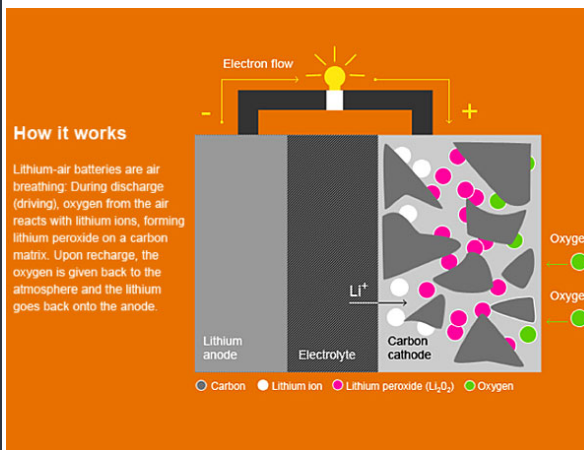 Electron flow
-
+
How it works
Lithium-air batteries are air
breathing: During discharge
(driving), oxygen from the air
reacts with lithium ions, forming
lithium peroxide on a carbon
matrix. Upon recharge, the
oxygen is given back to the
atmosphere and the lithium
goes back onto the anode.
Oxyge
Li⁺
Oxyge
Lithium
anode
Electrolyte
Carbon
cathode
Carbon Lithium ion Lithium peroxide (Li₂O₂) Oxygen